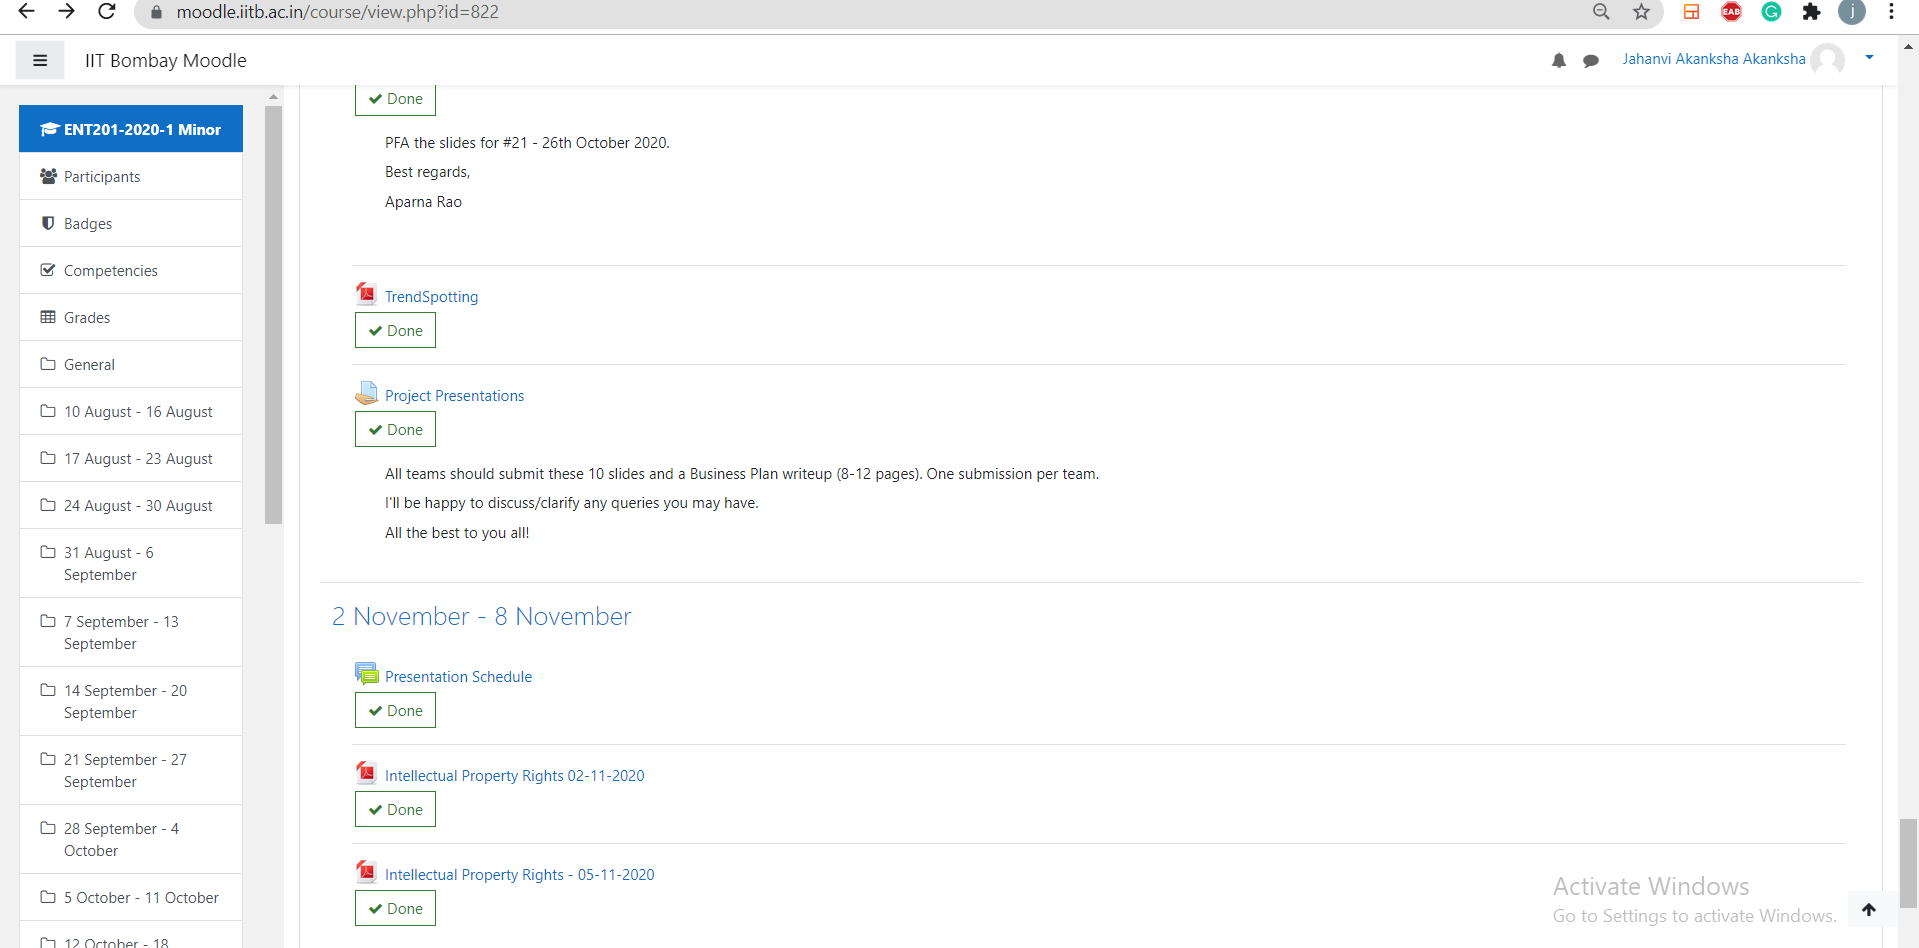 moodle.iitb.ac.in/course/view.php?id=822
EAB
G
j
IIT Bombay Moodle
Jahanvi Akanksha Akanksha
ENT201-2020-1 Minor
Participants
Badges
Competencies
Grades
General
10 August - 16 August
17 August - 23 August
24 August - 30 August
31 August - 6
September
7 September - 13
September
14 September - 20
September
21 September - 27
September
28 September - 4
October
5 October - 11 October
12 October - 18
Done
PFA the slides for #21 - 26th October 2020.
Best regards,
Aparna Rao
TrendSpotting
Done
Project Presentations
Done
All teams should submit these 10 slides and a Business Plan writeup (8-12 pages). One submission per team.
I'll be happy to discuss/clarify any queries you may have.
All the best to you all!
2 November - 8 November
Presentation Schedule
Done
Intellectual Property Rights 02-11-2020
Done
Intellectual Property Rights - 05-11-2020
Done
Activate Windows
Go to Settings to activate Windows.